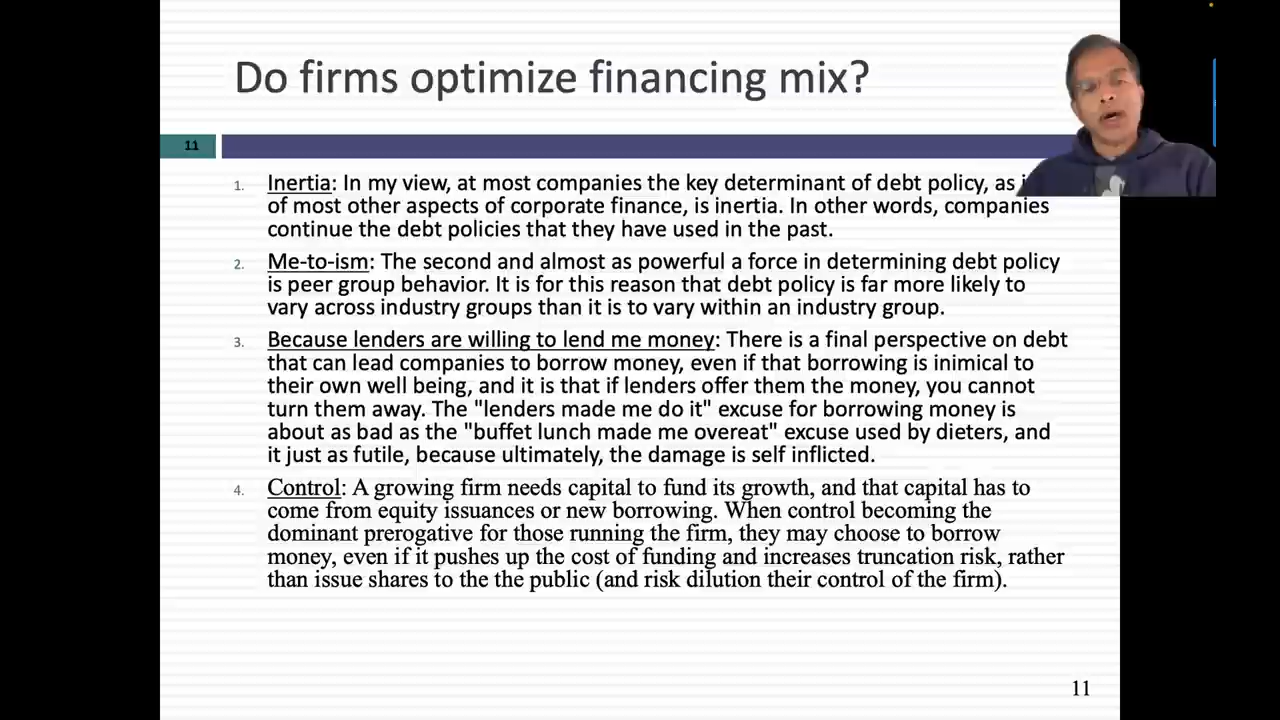 Do firms optimize financing mix?
11
1. Inertia: In my view, at most companies the key determinant of debt policy, as
of most other aspects of corporate finance, is inertia. In other words, companies
continue the debt policies that they have used in the past.
2. Me-to-ism: The second and almost as powerful a force in determining debt policy
is peer group behavior. It is for this reason that debt policy is far more likely to
vary across industry groups than it is to vary within an industry group.
3. Because lenders are willing to lend me money: There is a final perspective on debt
that can lead companies to borrow money, even if that borrowing is inimical to
their own well being, and it is that if lenders offer them the money, you cannot
turn them away. The "lenders made me do it" excuse for borrowing money is
about as bad as the "buffet lunch made me overeat" excuse used by dieters, and
it just as futile, because ultimately, the damage is self inflicted.
4. Control: A growing firm needs capital to fund its growth, and that capital has to
come from equity issuances or new borrowing. When control becoming the
dominant prerogative for those running the firm, they may choose to borrow
money, even if it pushes up the cost of funding and increases truncation risk, rather
than issue shares to the the public (and risk dilution their control of the firm).
11